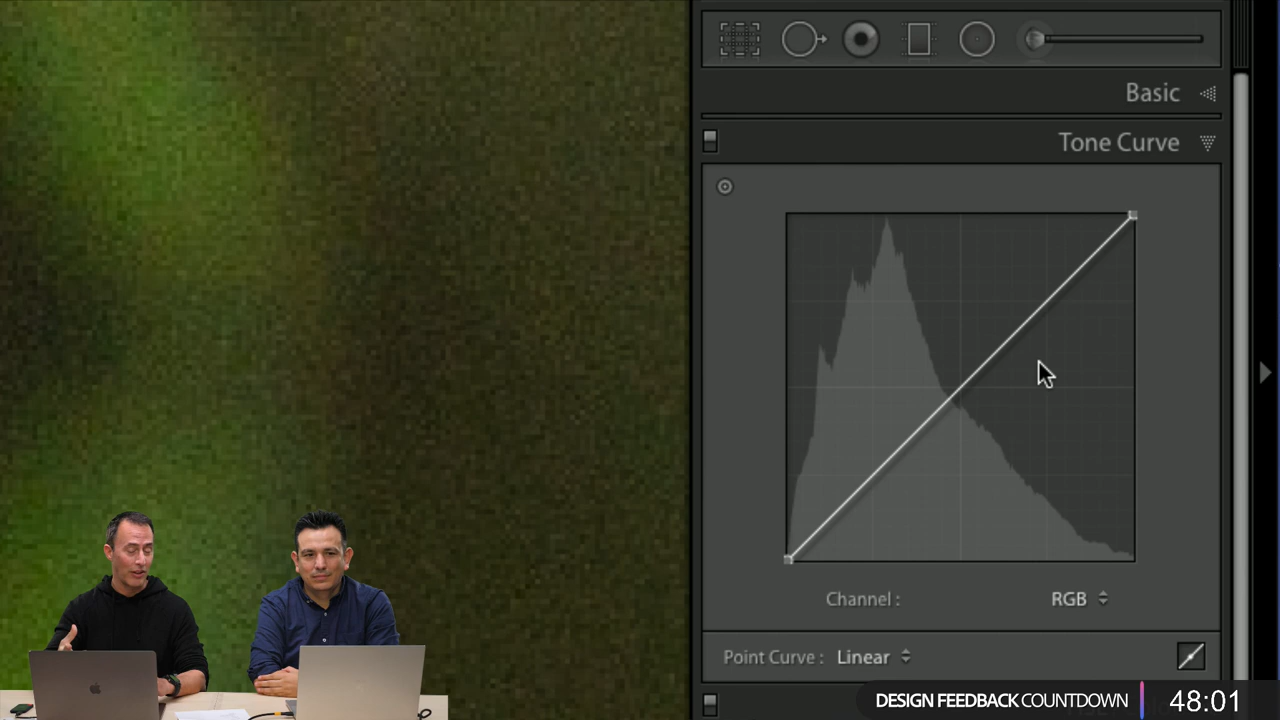 Basic
Tone Curve
Channel : RGB
Point Curve : Linear
DESIGN FEEDBACK COUNTDOWN 48:01